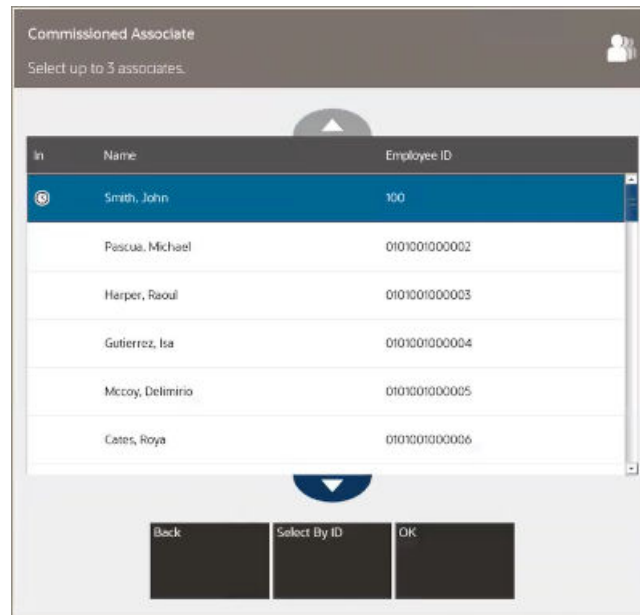 Commissioned Associate
Select up to 3 associates.
In Name Employee ID
Smith, John 100
Pascua, Michael 0101001000002
Harper, Raoul 0101001000003
Gutierrez, Isa 0101001000004
Mccoy, Delimirio 0101001000005
Cates, Roya 0101001000006
Back Select By ID OK